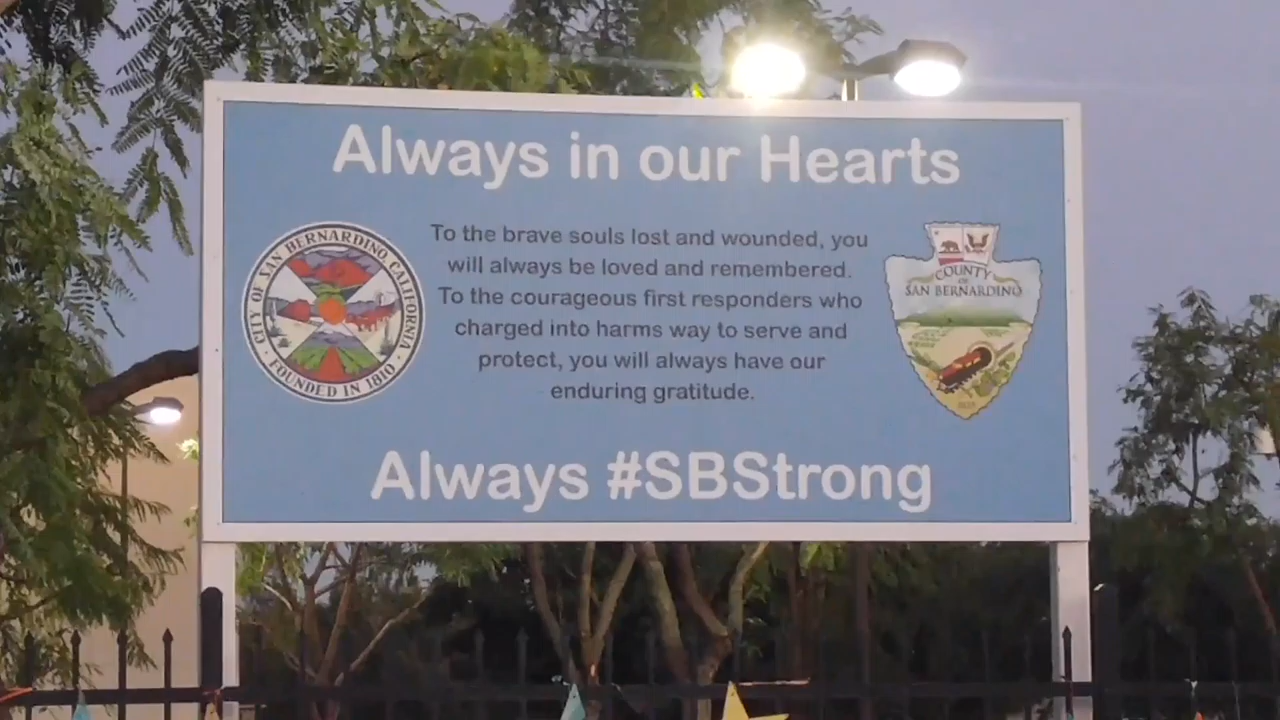 Always in our Hearts
To the brave souls lost and wounded, you
will always be loved and remembered.
To the courageous first responders who
charged into harms way to serve and
protect, you will always have our
enduring gratitude.
CITY OF SAN BERNARDINO, CALIFORNIA
· FOUNDED IN 1810 ·
COUNTY
OF
SAN BERNARDINO
Always #SBStrong